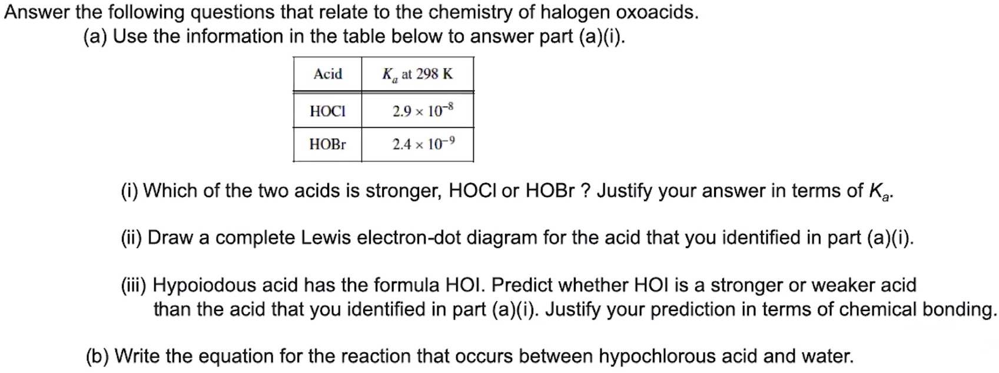 Answer the following questions that relate to the chemistry of halogen oxoacids.
(a) Use the information in the table below to answer part (a)(i).
Acid Kₐ at 298 K
HOCl 2.9 × 10⁻⁸
HOBr 2.4 × 10⁻⁹
(i) Which of the two acids is stronger, HOCl or HOBr ? Justify your answer in terms of Kₐ.
(ii) Draw a complete Lewis electron-dot diagram for the acid that you identified in part (a)(i).
(iii) Hypoiodous acid has the formula HOI. Predict whether HOI is a stronger or weaker acid
than the acid that you identified in part (a)(i). Justify your prediction in terms of chemical bonding.
(b) Write the equation for the reaction that occurs between hypochlorous acid and water.